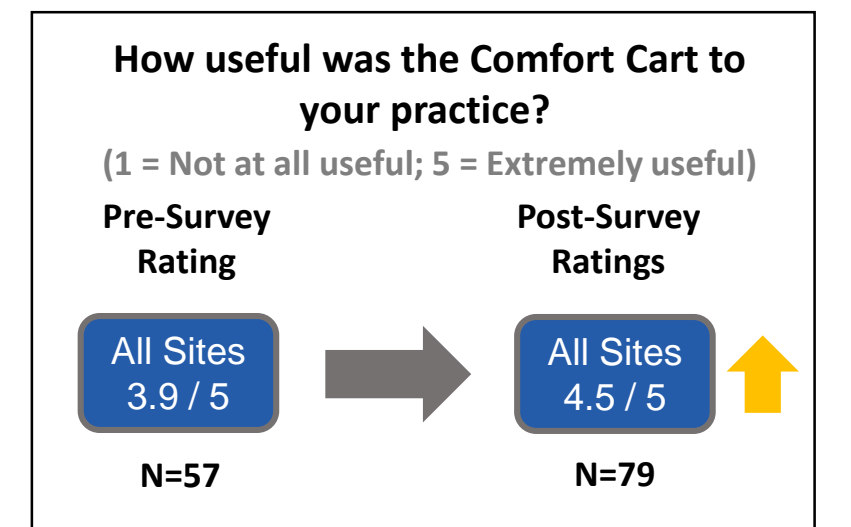 How useful was the Comfort Cart to
your practice?
(1 = Not at all useful; 5 = Extremely useful)
Pre-Survey
Rating
Post-Survey
Ratings
All Sites
3.9 / 5
All Sites
4.5 / 5
N=57
N=79